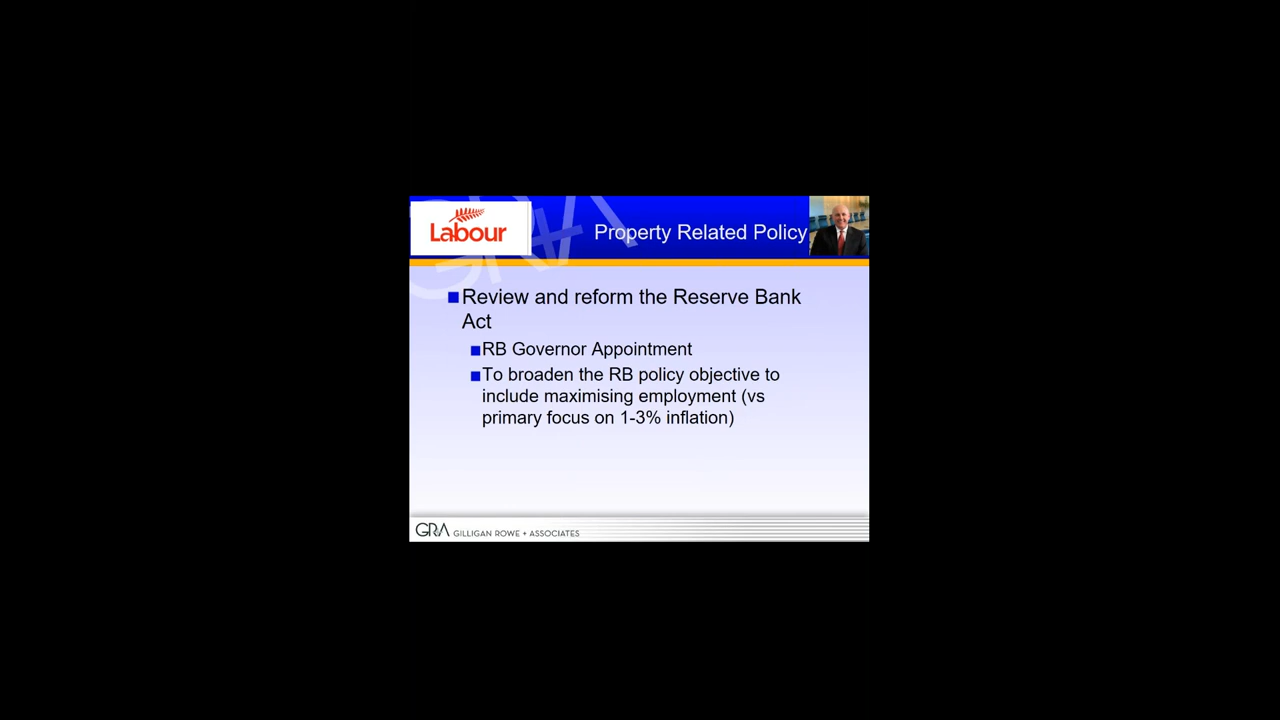 Labour
Property Related Policy
Review and reform the Reserve Bank
Act
RB Governor Appointment
To broaden the RB policy objective to
include maximising employment (vs
primary focus on 1-3% inflation)
GRA GILLIGAN ROWE + ASSOCIATES